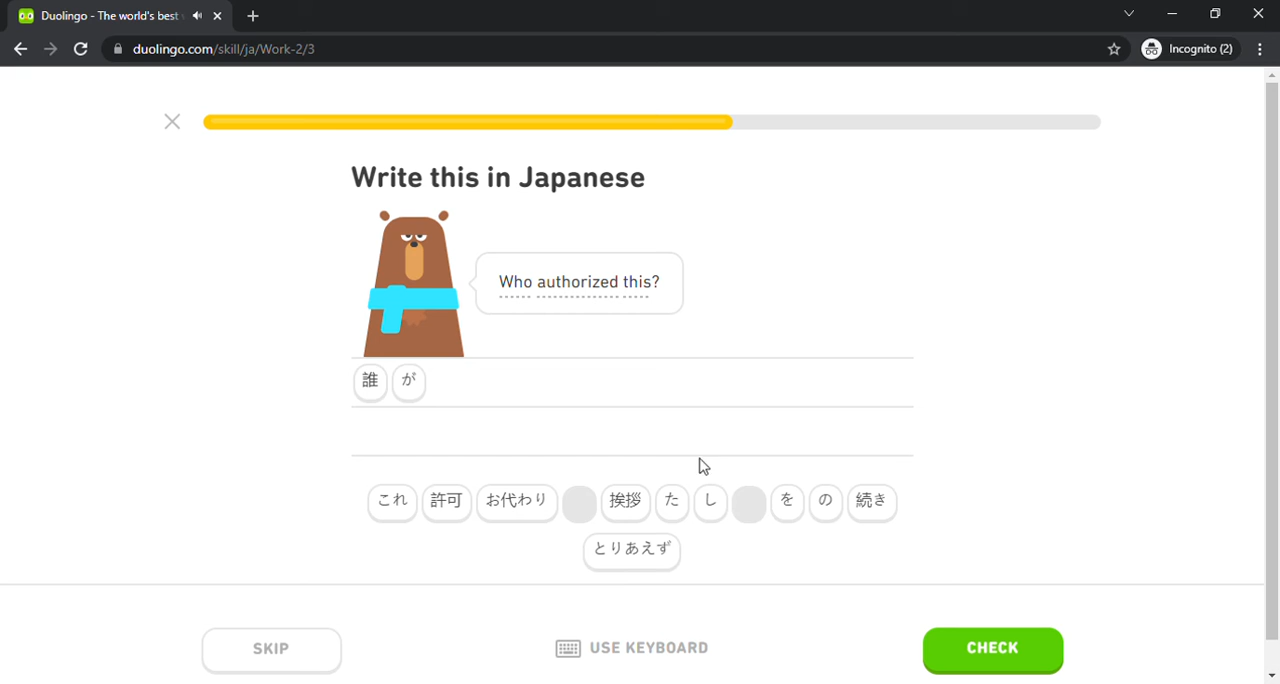 Duolingo - The world's best
duolingo.com/skill/ja/Work-2/3
Incognito (2)
Write this in Japanese
Who authorized this?
誰 が
これ 許可 お代わり 挨拶 た し を の 続き
とりあえず
SKIP
USE KEYBOARD
CHECK